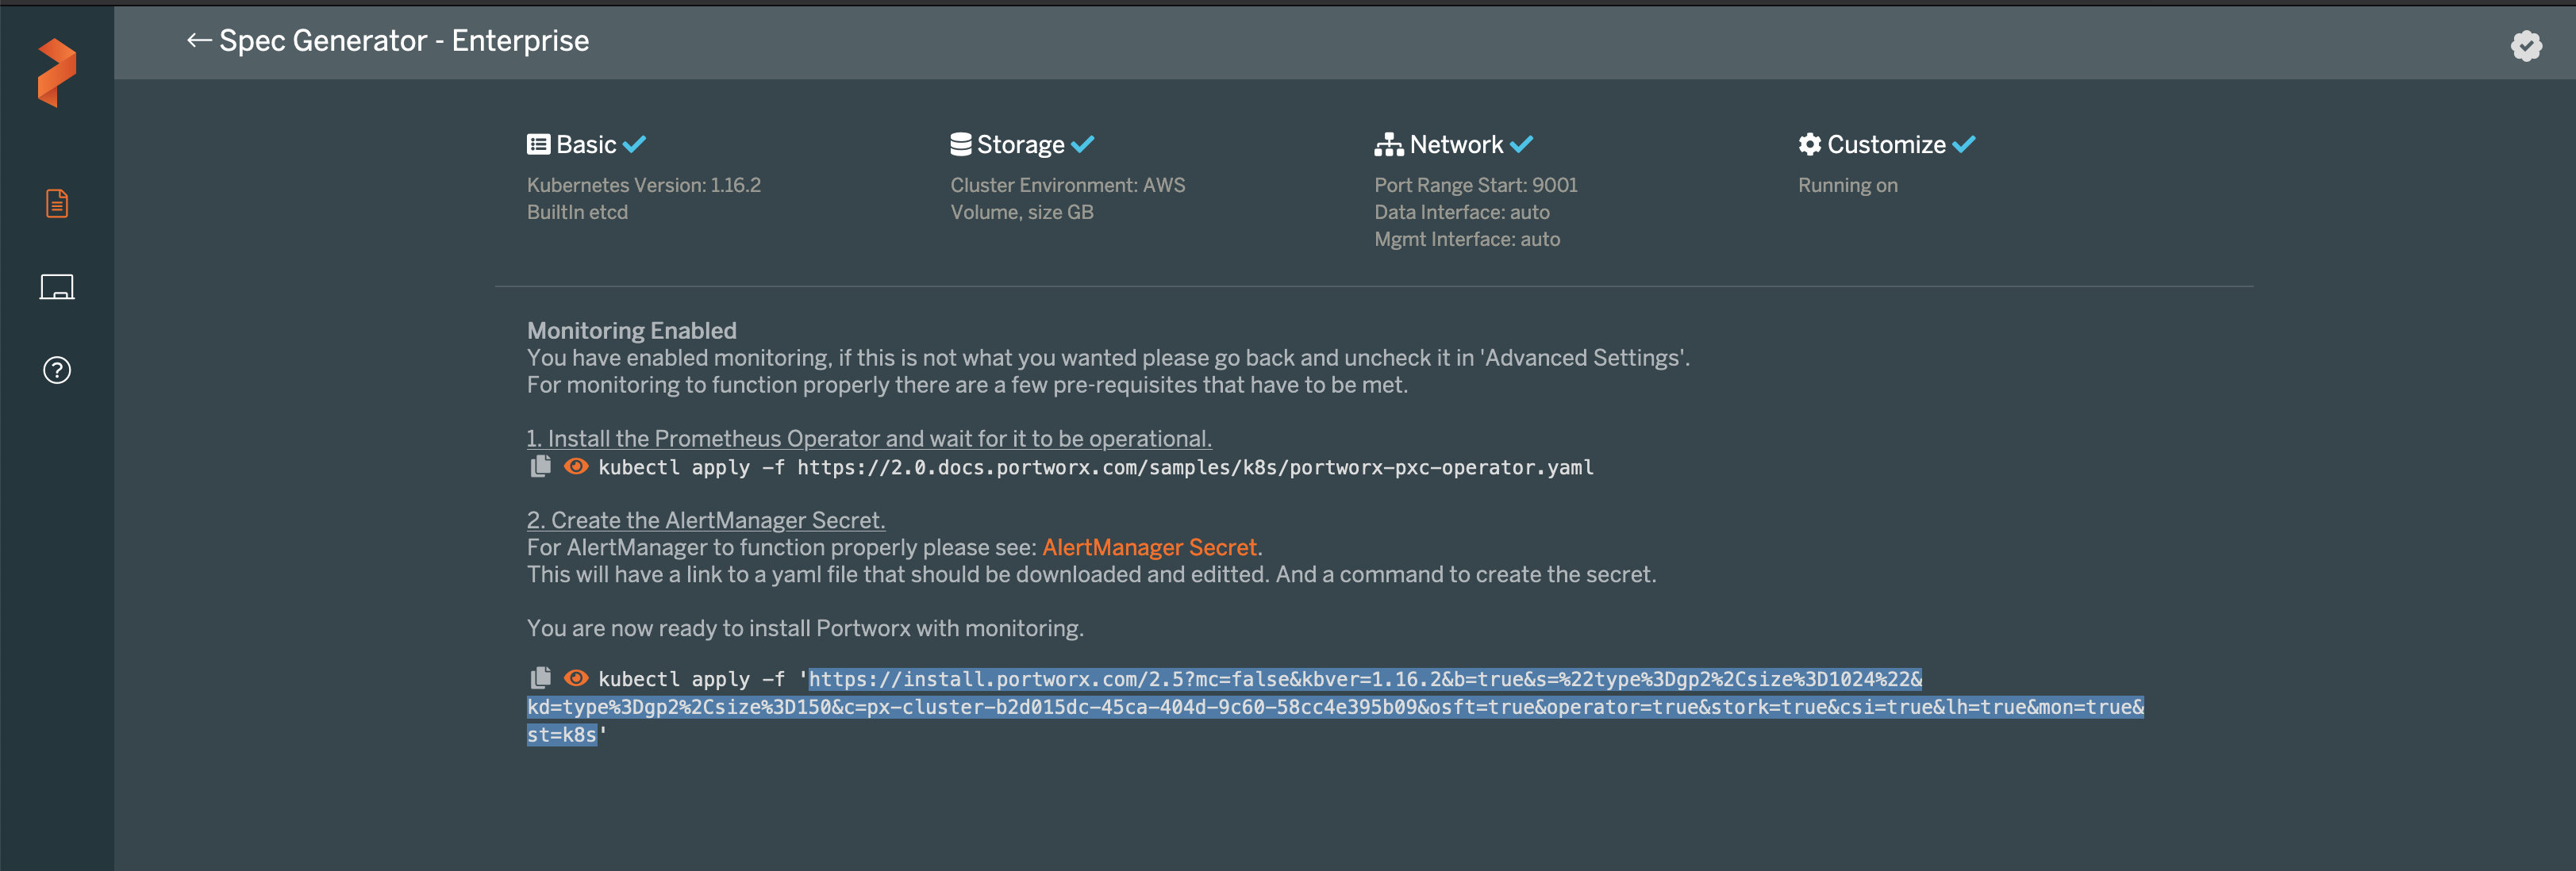 ← Spec Generator - Enterprise
Basic
Kubernetes Version: 1.16.2
BuiltIn etcd
Storage
Cluster Environment: AWS
Volume, size GB
Network
Port Range Start: 9001
Data Interface: auto
Mgmt Interface: auto
Customize
Running on
Monitoring Enabled
You have enabled monitoring, if this is not what you wanted please go back and uncheck it in 'Advanced Settings'.
For monitoring to function properly there are a few pre-requisites that have to be met.
1. Install the Prometheus Operator and wait for it to be operational.
kubectl apply -f https://2.0.docs.portworx.com/samples/k8s/portworx-pxc-operator.yaml
2. Create the AlertManager Secret.
For AlertManager to function properly please see: AlertManager Secret.
This will have a link to a yaml file that should be downloaded and editted. And a command to create the secret.
You are now ready to install Portworx with monitoring.
kubectl apply -f 'https://install.portworx.com/2.5?mc=false&kbver=1.16.2&b=true&s=%22type%3Dgp2%2Csize%3D1024%22&
kd=type%3Dgp2%2Csize%3D150&c=px-cluster-b2d015dc-45ca-404d-9c60-58cc4e395b09&osft=true&operator=true&stork=true&csi=true&lh=true&mon=true&
st=k8s'